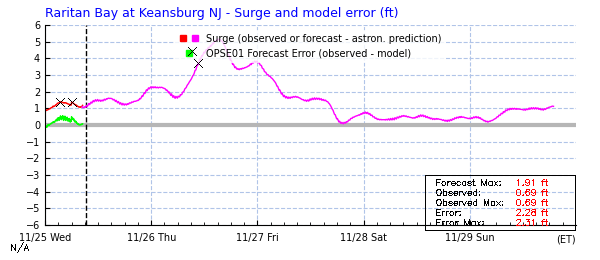 Raritan Bay at Keansburg NJ - Surge and model error (ft)
Surge (observed or forecast - astron. prediction)
OPSE01 Forecast Error (observed - model)
6
5
4
3
2
1
0
−1
−2
−3
−4
−5
−6
Forecast Max: 1.91 ft
Observed: 0.69 ft
Observed Max: 0.69 ft
Error: 2.28 ft
Error Max: 2.31 ft
11/25 Wed 11/26 Thu 11/27 Fri 11/28 Sat 11/29 Sun (ET)
N/A